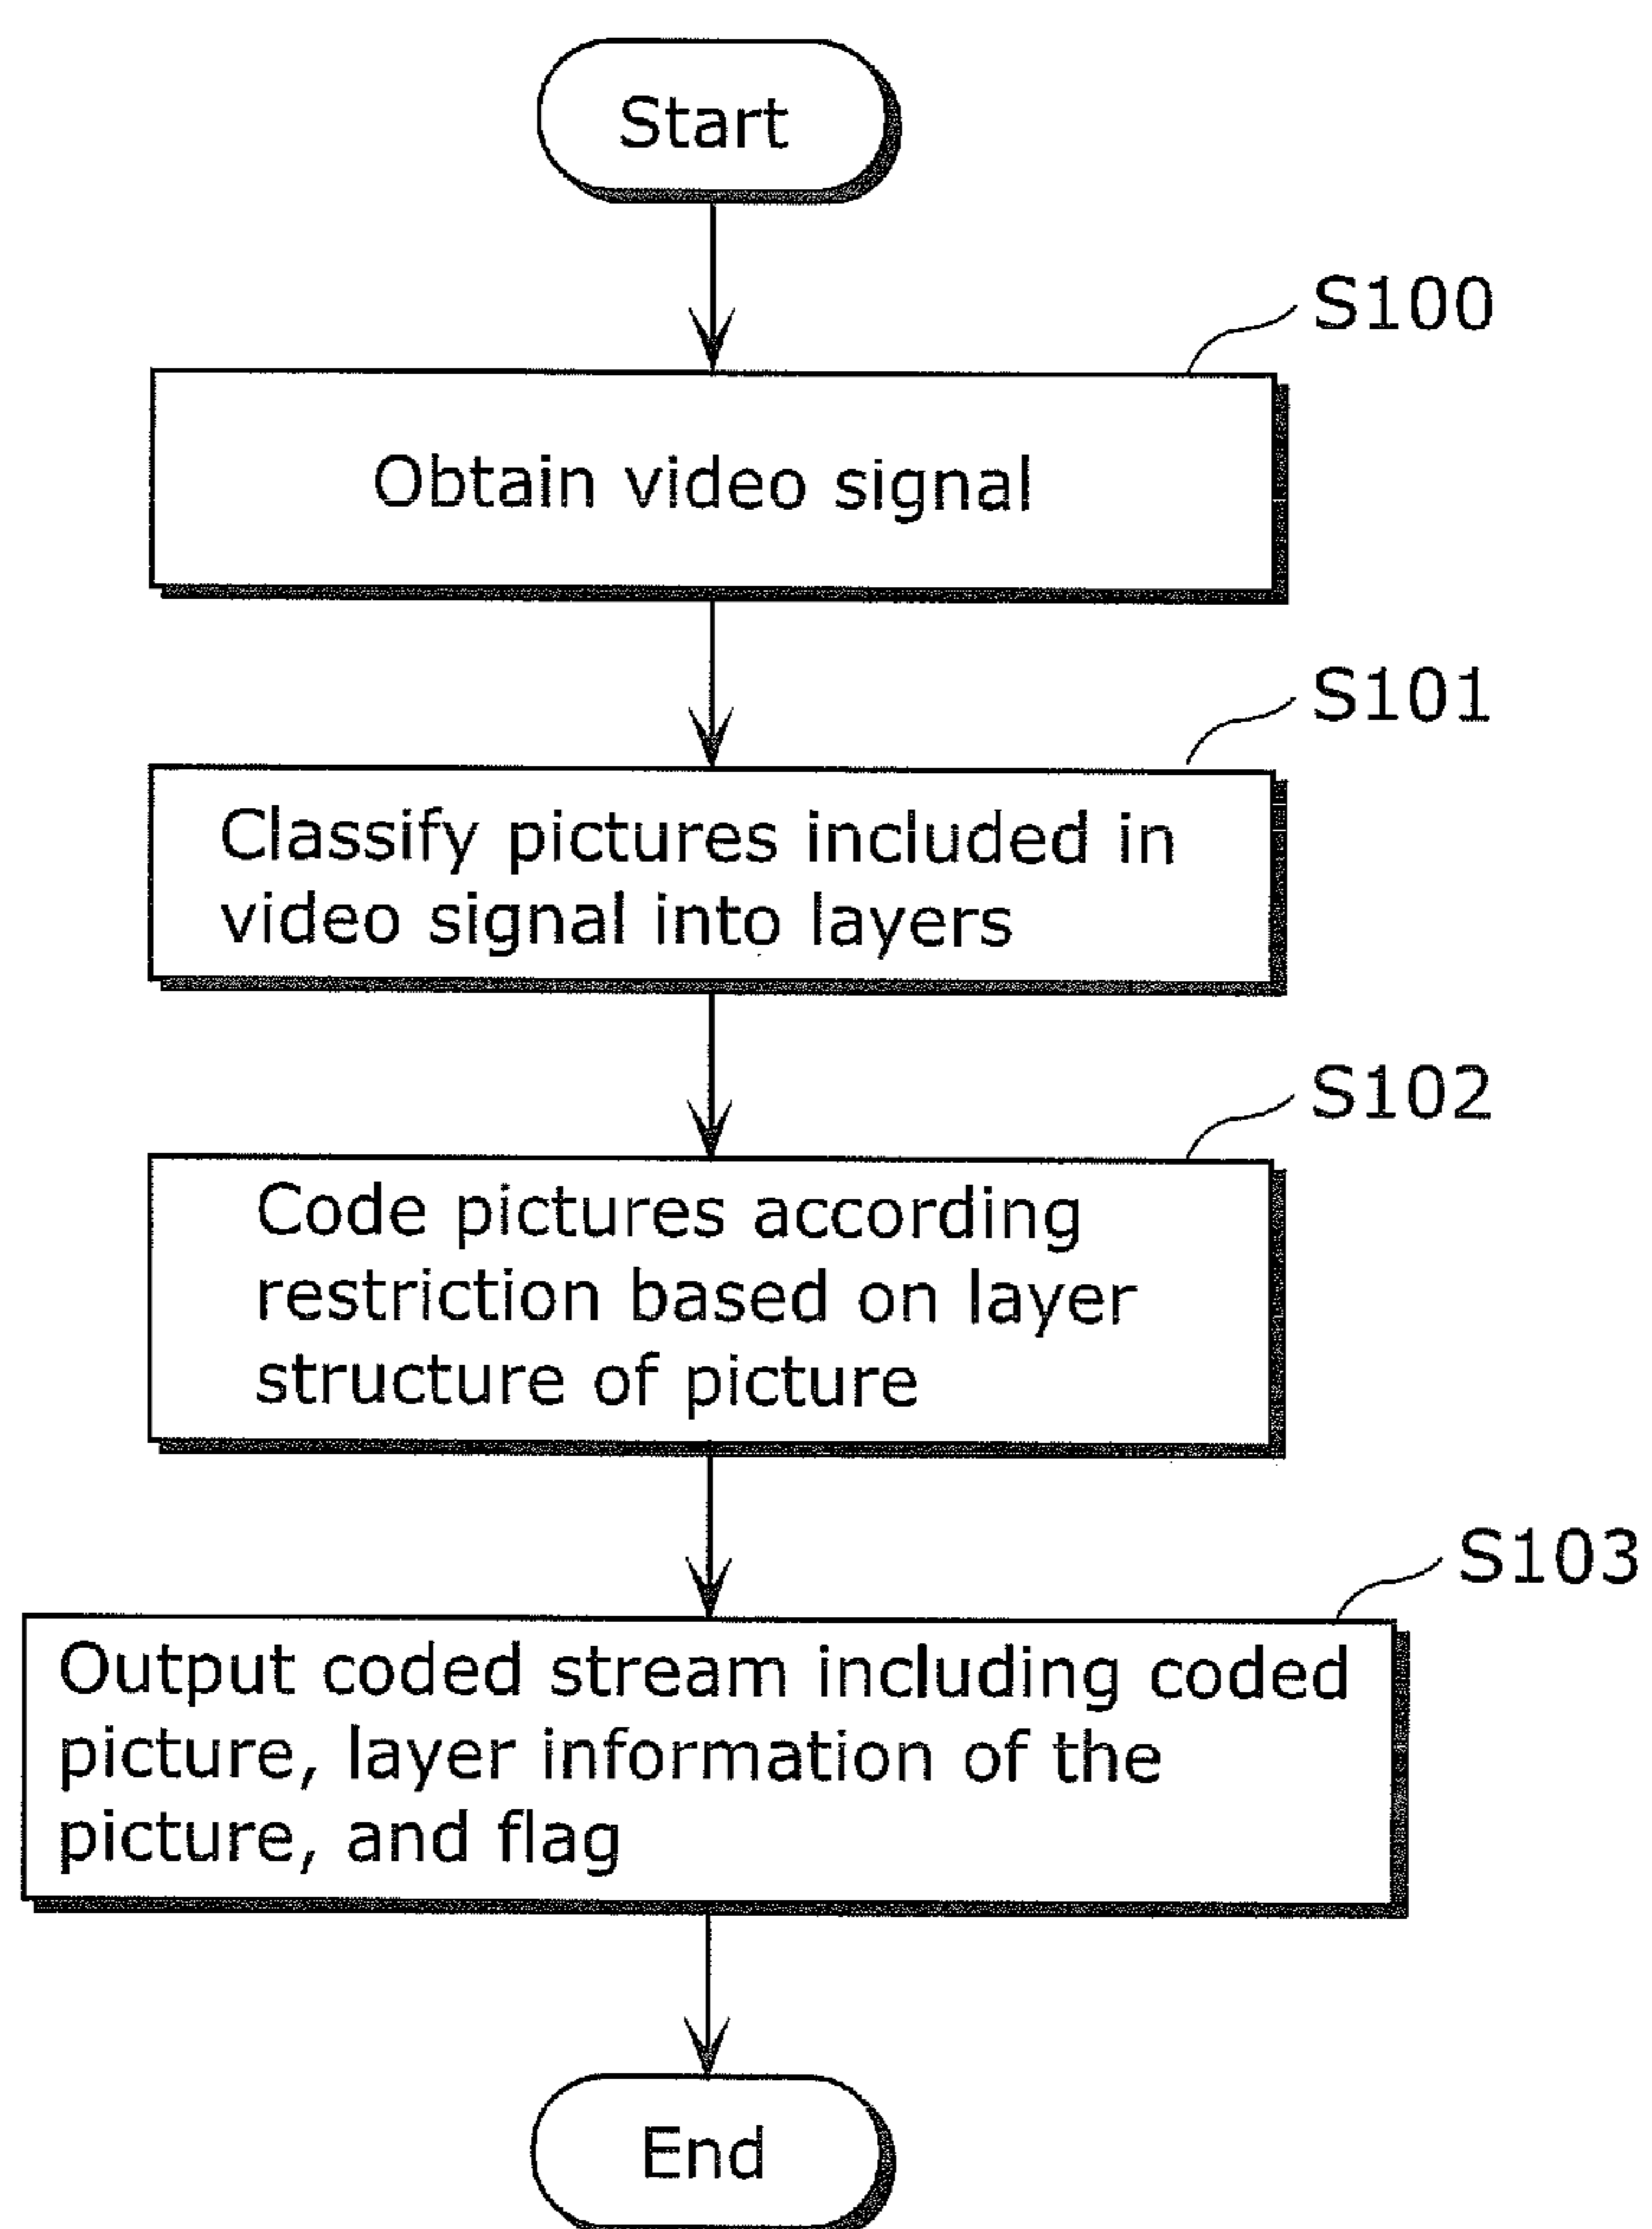 Start
S100
Obtain video signal
S101
Classify pictures included in
video signal into layers
S102
Code pictures according
restriction based on layer
structure of picture
S103
Output coded stream including coded
picture, layer information of the
picture, and flag
End